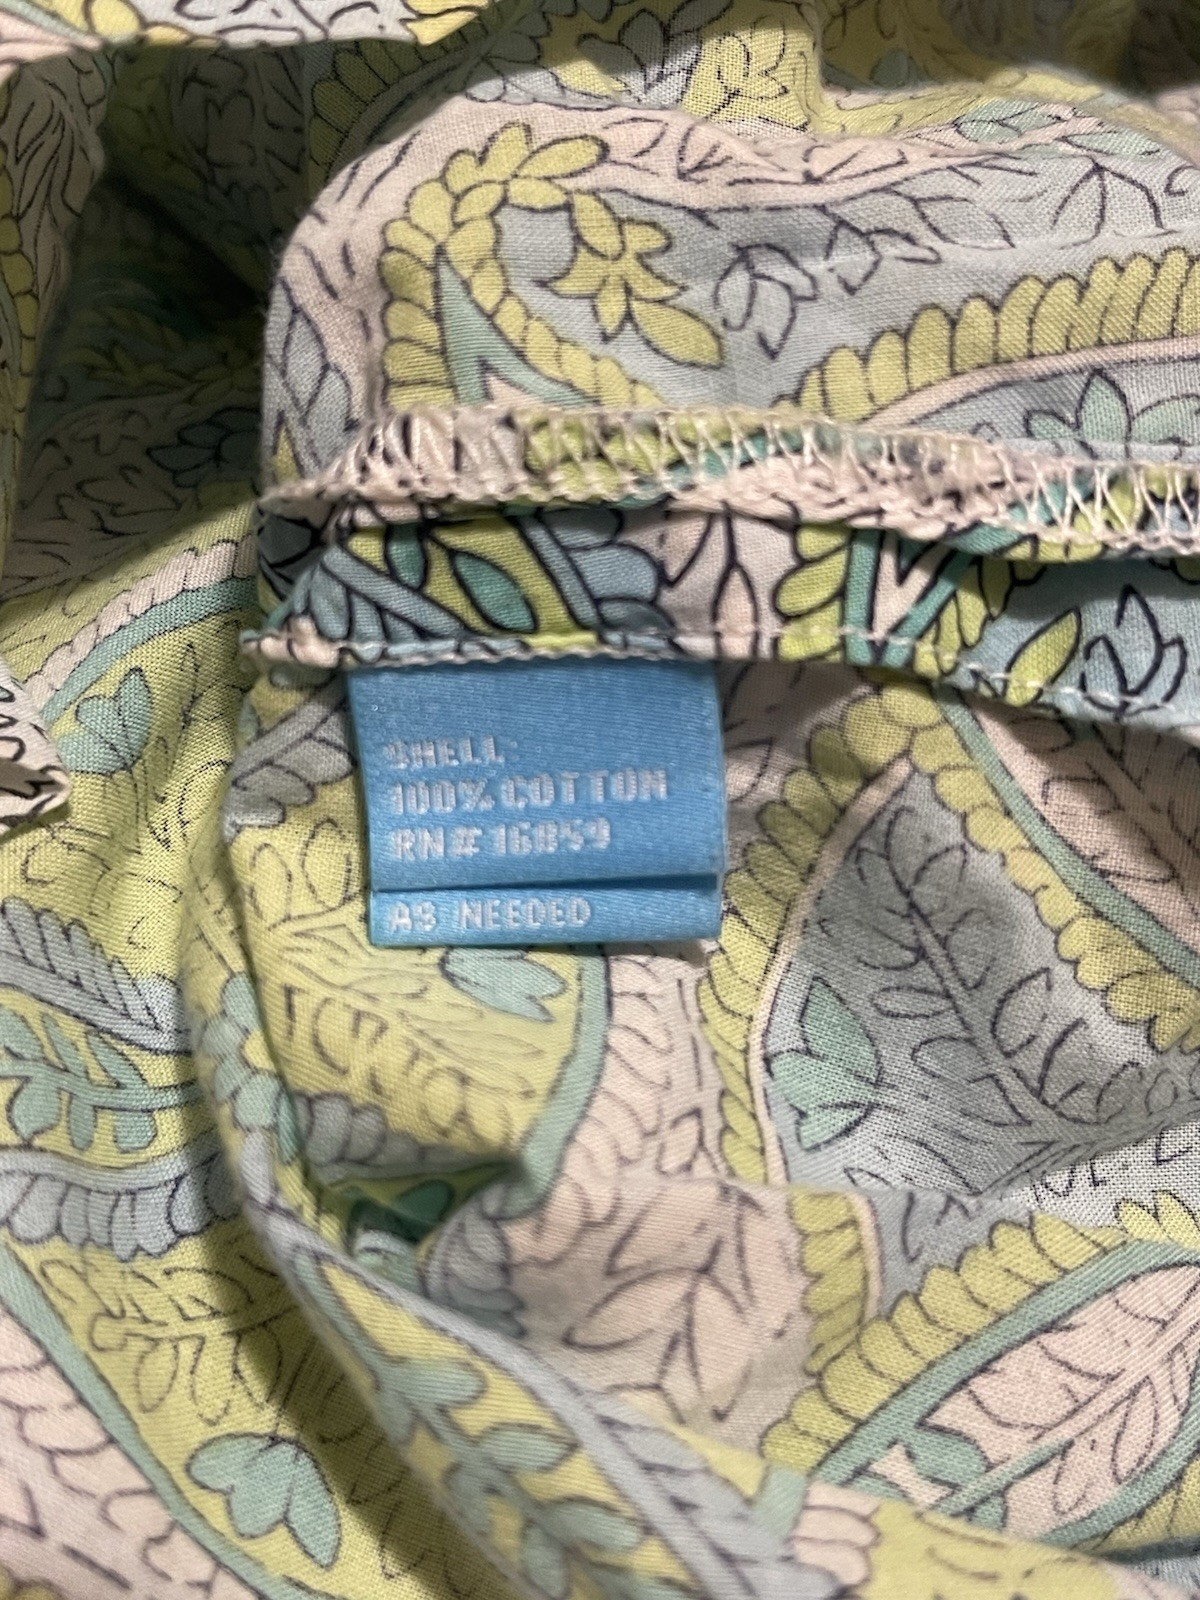 SHELL
100% COTTON
RN# 16859
AS NEEDED